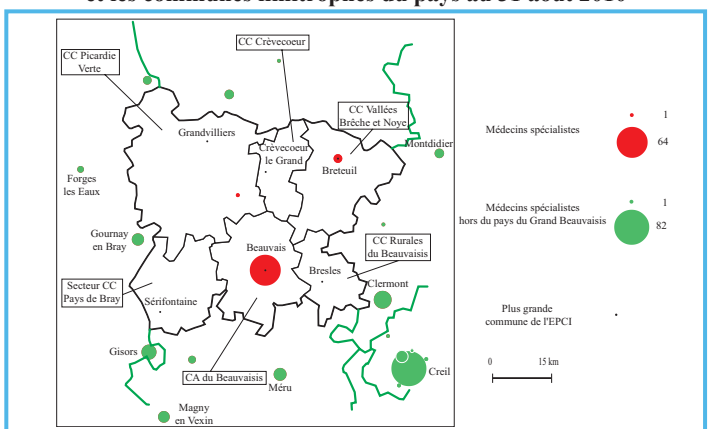 et les communes limitrophes du pays au 31 août 2010
CC Crèvecoeur
CC Picardie
Verte
CC Vallées
Brêche et Noye
Grandvilliers
Crèvecoeur
le Grand
Breteuil
Montdidier
Forges
les Eaux
Gournay
en Bray
Beauvais
CC Rurales
du Beauvaisis
Secteur CC
Pays de Bray
Bresles
Clermont
Sérifontaine
Gisors
CA du Beauvaisis
Méru
Creil
Magny
en Vexin
Médecins spécialistes
1
64
Médecins spécialistes
hors du pays du Grand Beauvaisis
1
82
Plus grande
commune de l'EPCI
0 15 km